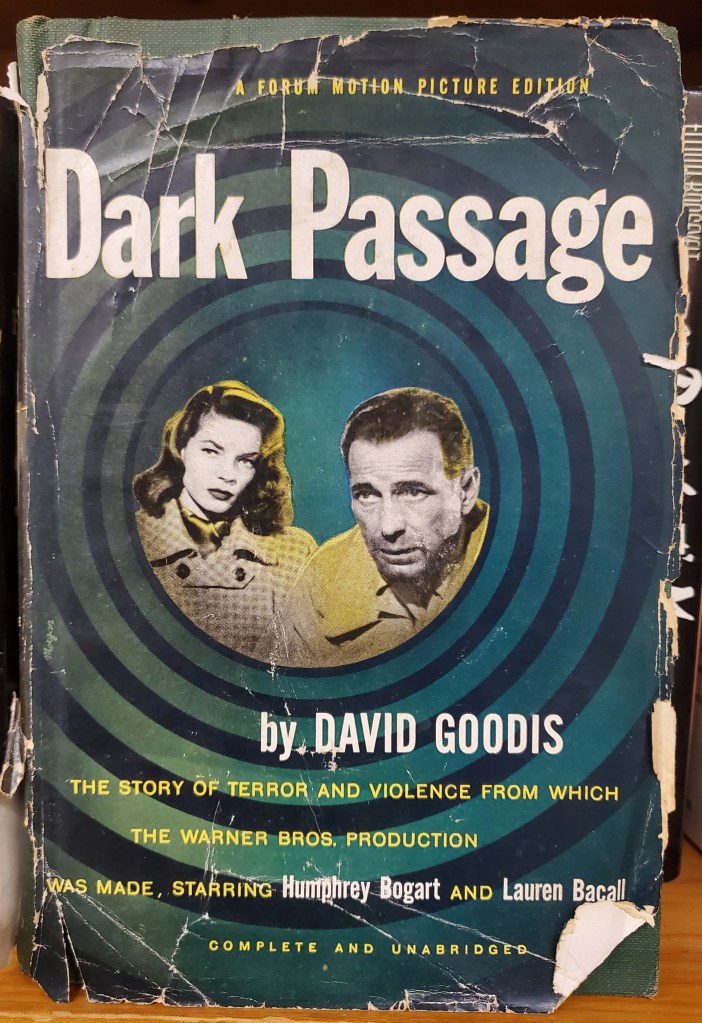 A FORUM MOTION PICTURE EDITION
Dark Passage
Morgan
by DAVID GOODIS
THE STORY OF TERROR AND VIOLENCE FROM WHICH
THE WARNER BROS. PRODUCTION
WAS MADE, STARRING Humphrey Bogart AND Lauren Bacall
COMPLETE AND UNABRIDGED